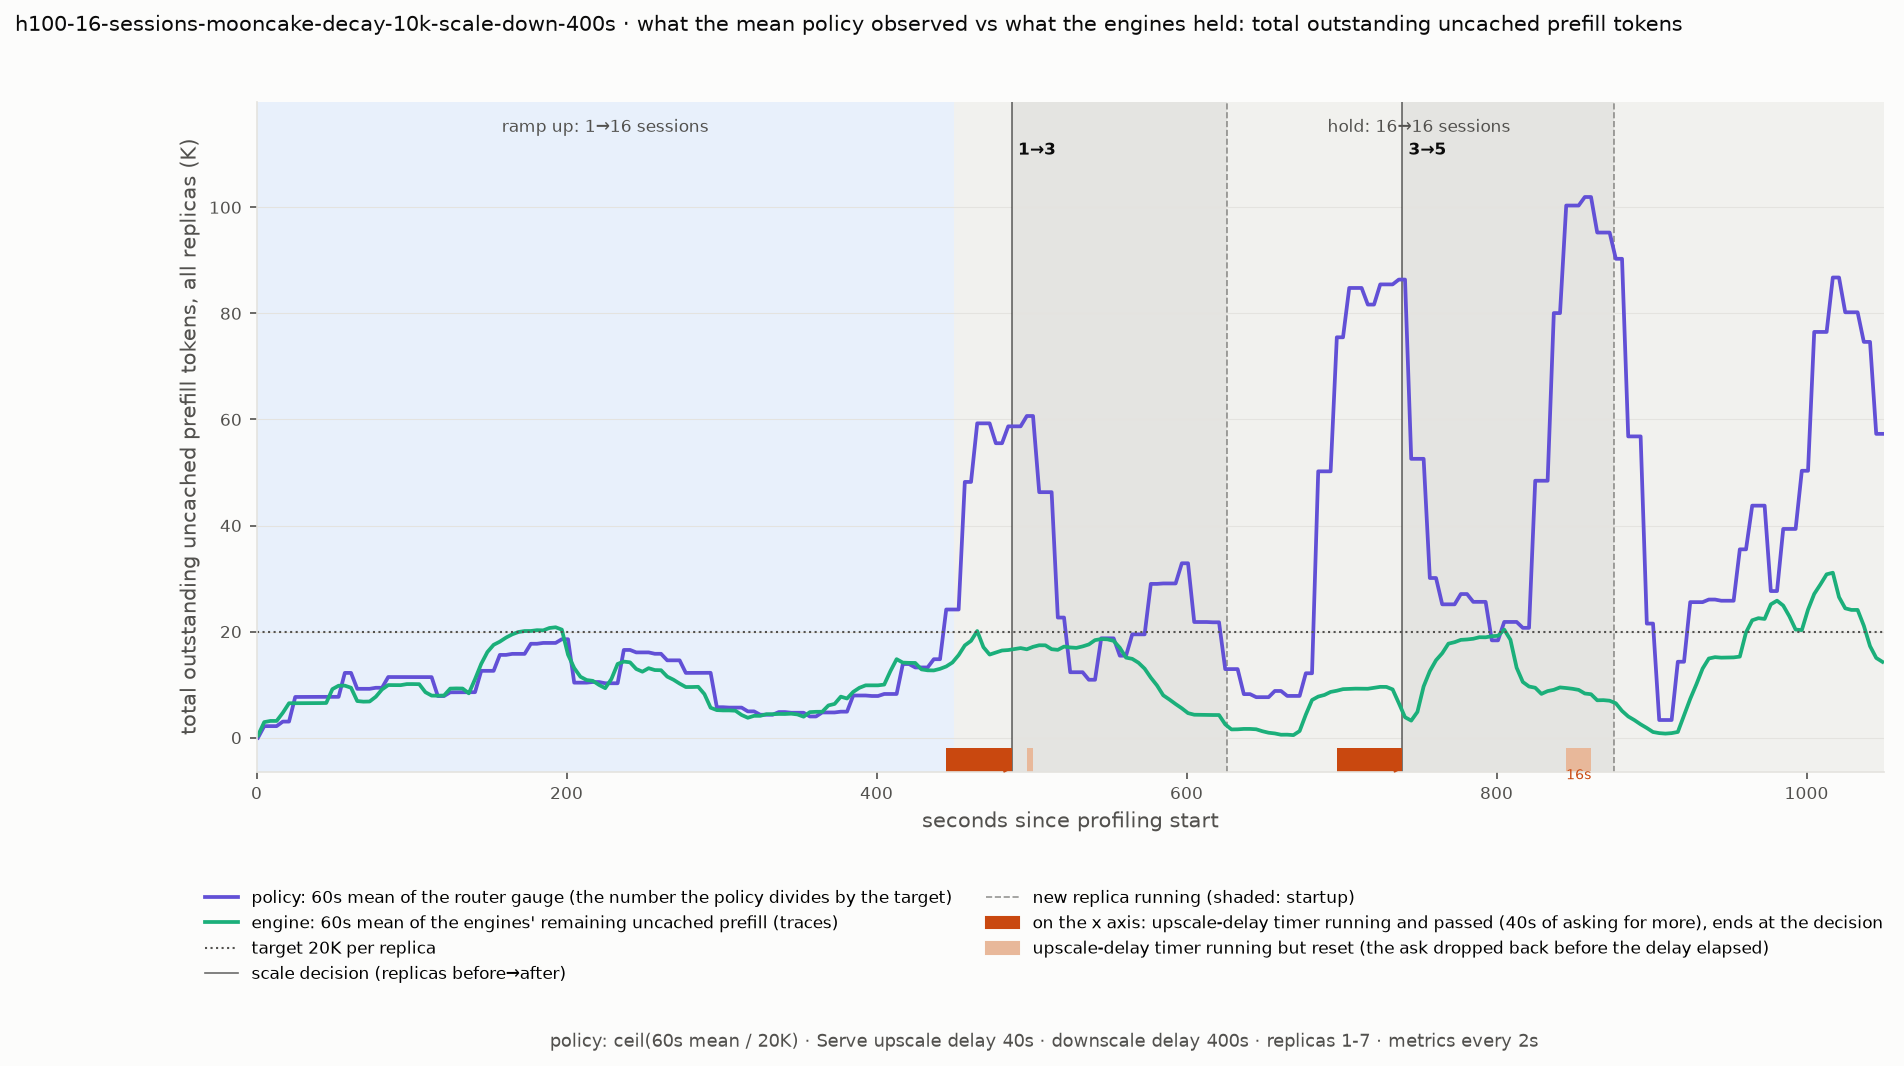 h100-16-sessions-mooncake-decay-10k-scale-down-400s · what the mean policy observed vs what the engines held: total outstanding uncached prefill tokens
ramp up: 1→16 sessions
hold: 16→16 sessions
1→3
3→5
total outstanding uncached prefill tokens, all replicas (K)
100
80
60
40
20
0
16s
0
200
400
600
800
1000
seconds since profiling start
policy: 60s mean of the router gauge (the number the policy divides by the target)
engine: 60s mean of the engines' remaining uncached prefill (traces)
target 20K per replica
scale decision (replicas before→after)
new replica running (shaded: startup)
on the x axis: upscale-delay timer running and passed (40s of asking for more), ends at the decision
upscale-delay timer running but reset (the ask dropped back before the delay elapsed)
policy: ceil(60s mean / 20K) · Serve upscale delay 40s · downscale delay 400s · replicas 1-7 · metrics every 2s